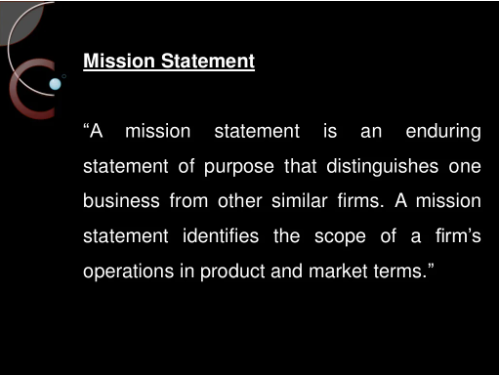 Mission Statement
“A mission statement is an enduring
statement of purpose that distinguishes one
business from other similar firms. A mission
statement identifies the scope of a firm’s
operations in product and market terms.”